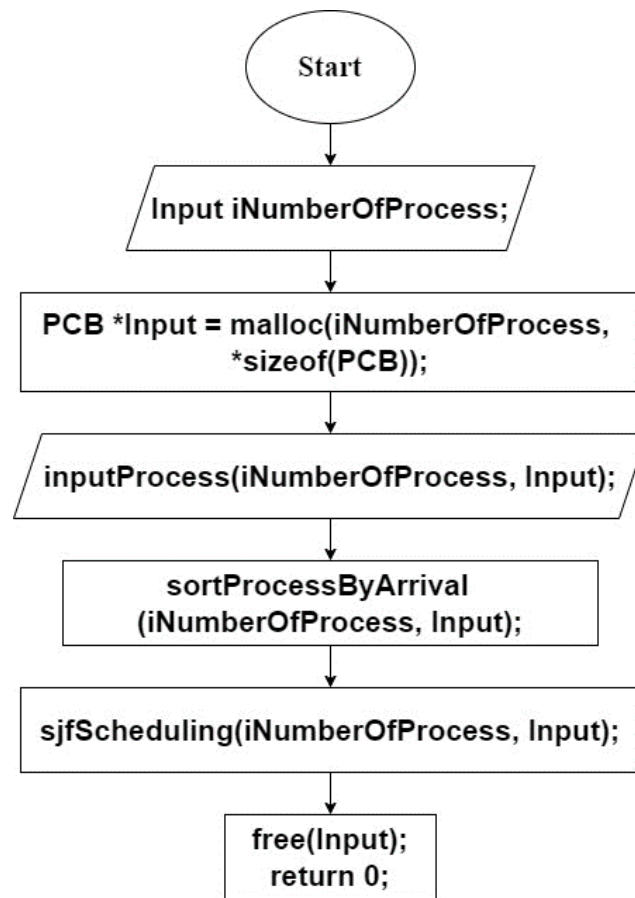 Start
Input iNumberOfProcess;
PCB *Input = malloc(iNumberOfProcess,
*sizeof(PCB));
inputProcess(iNumberOfProcess, Input);
sortProcessByArrival
(iNumberOfProcess, Input);
sjfScheduling(iNumberOfProcess, Input);
free(Input);
return 0;